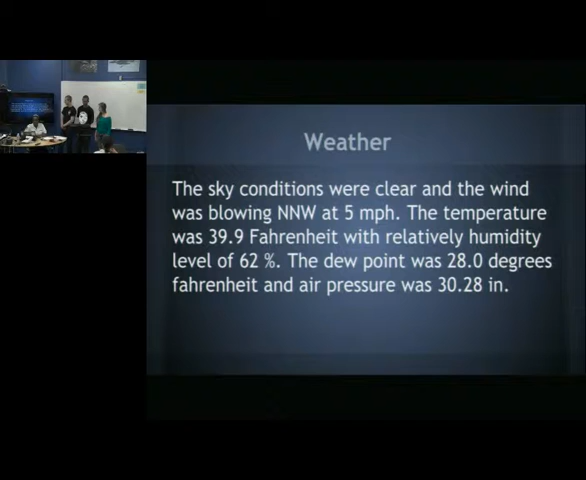 Weather
The sky conditions were clear and the wind
was blowing NNW at 5 mph. The temperature
was 39.9 Fahrenheit with relatively humidity
level of 62 %. The dew point was 28.0 degrees
fahrenheit and air pressure was 30.28 in.